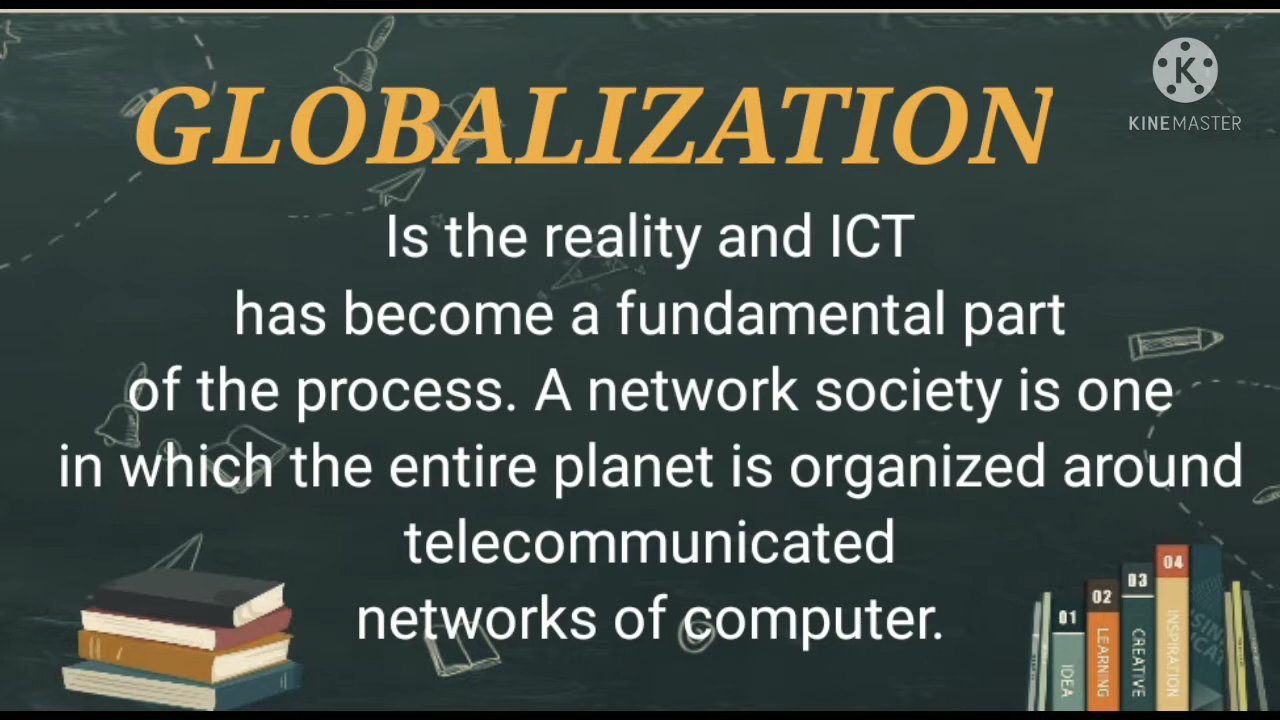 GLOBALIZATION
KINEMASTER
Is the reality and ICT
has become a fundamental part
of the process. A network society is one
in which the entire planet is organized around
telecommunicated
networks of computer.
01
IDEA
02
LEARNING
03
CREATIVE
04
INSPIRATION